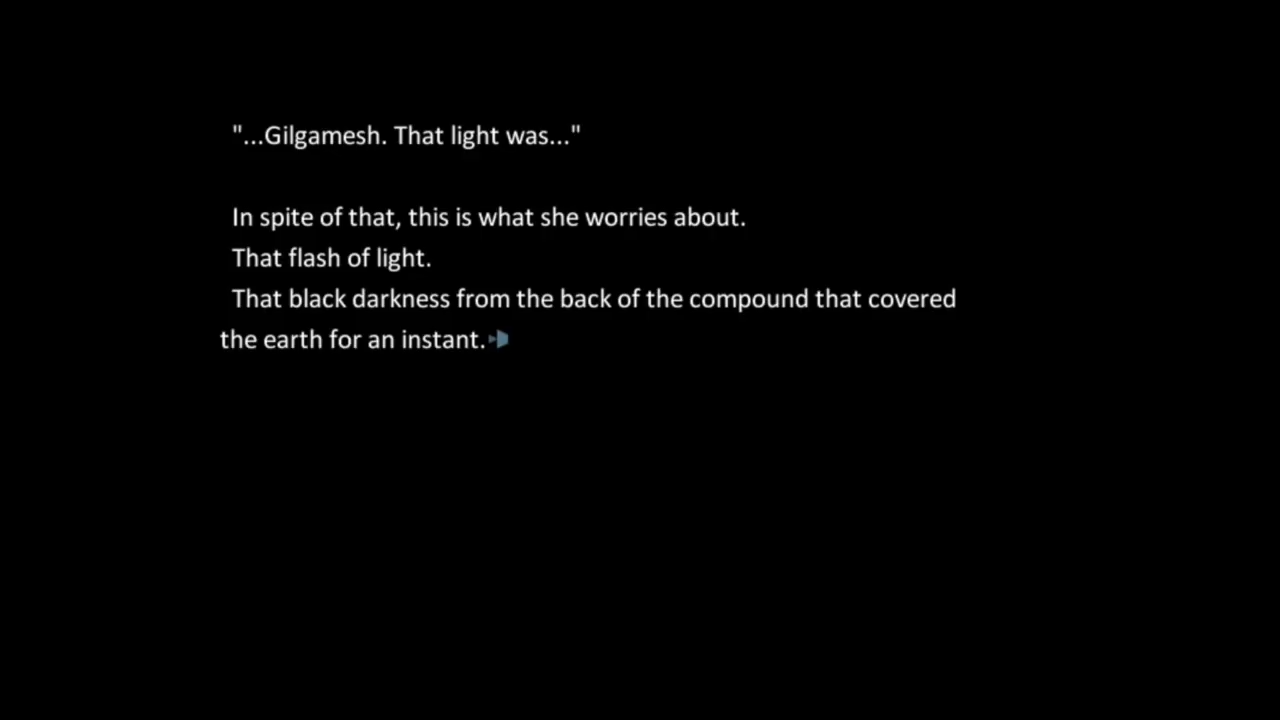 "...Gilgamesh. That light was..."
In spite of that, this is what she worries about.
That flash of light.
That black darkness from the back of the compound that covered
the earth for an instant.